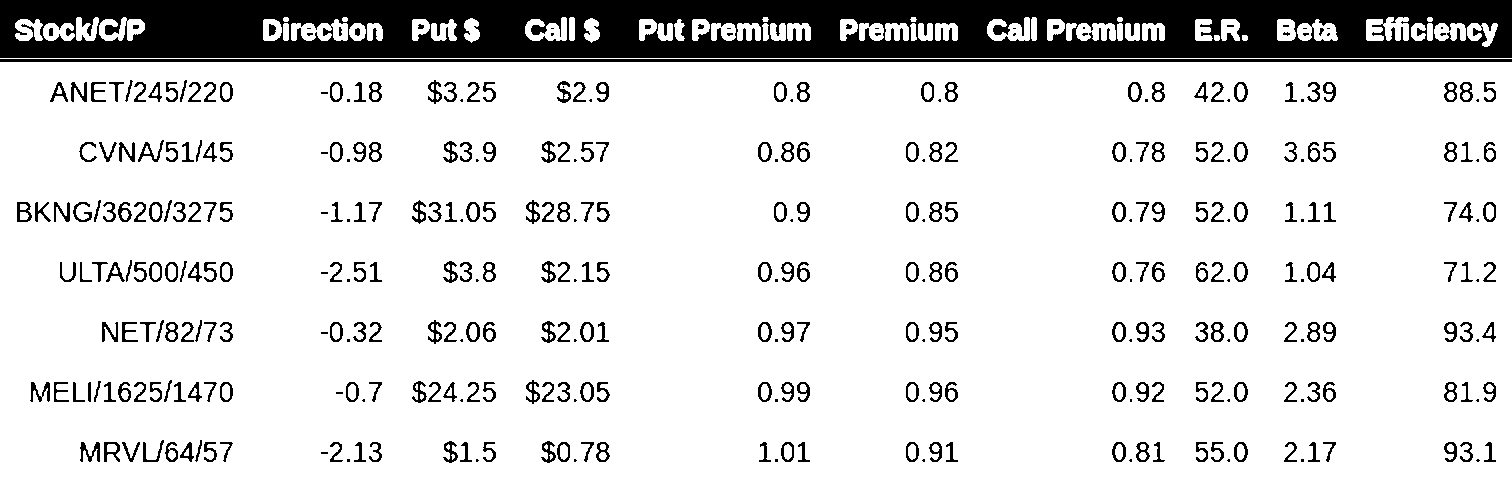 Stock/C/P Direction Put $ Call $ Put Premium Premium Call Premium E.R. Beta Efficiency
ANET/245/220 -0.18 $3.25 $2.9 0.8 0.8 0.8 42.0 1.39 88.5
CVNA/51/45 -0.98 $3.9 $2.57 0.86 0.82 0.78 52.0 3.65 81.6
BKNG/3620/3275 -1.17 $31.05 $28.75 0.9 0.85 0.79 52.0 1.11 74.0
ULTA/500/450 -2.51 $3.8 $2.15 0.96 0.86 0.76 62.0 1.04 71.2
NET/82/73 -0.32 $2.06 $2.01 0.97 0.95 0.93 38.0 2.89 93.4
MELI/1625/1470 -0.7 $24.25 $23.05 0.99 0.96 0.92 52.0 2.36 81.9
MRVL/64/57 -2.13 $1.5 $0.78 1.01 0.91 0.81 55.0 2.17 93.1